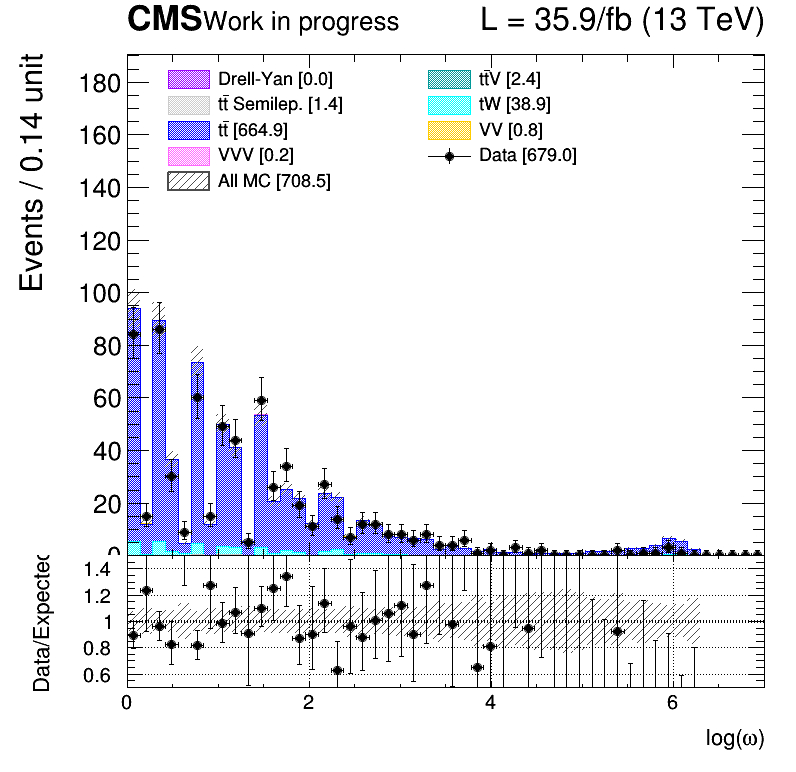 CMS Work in progress L = 35.9/fb (13 TeV)
Events / 0.14 unit
180
160
140
120
100
80
60
40
20
0
Drell-Yan [0.0]
tt̄ Semilep. [1.4]
tt̄ [664.9]
VVV [0.2]
All MC [708.5]
tt̄V [2.4]
tW [38.9]
VV [0.8]
Data [679.0]
Data/Expected
1.4
1.2
1
0.8
0.6
0 2 4 6
log(ω)